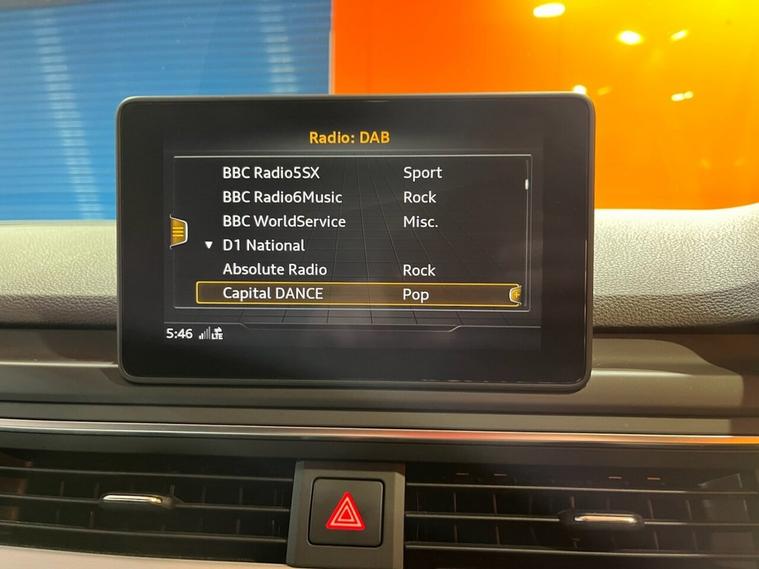 Radio: DAB
BBC Radio5SX Sport
BBC Radio6Music Rock
BBC WorldService Misc.
D1 National
Absolute Radio Rock
Capital DANCE Pop
5:46 LTE